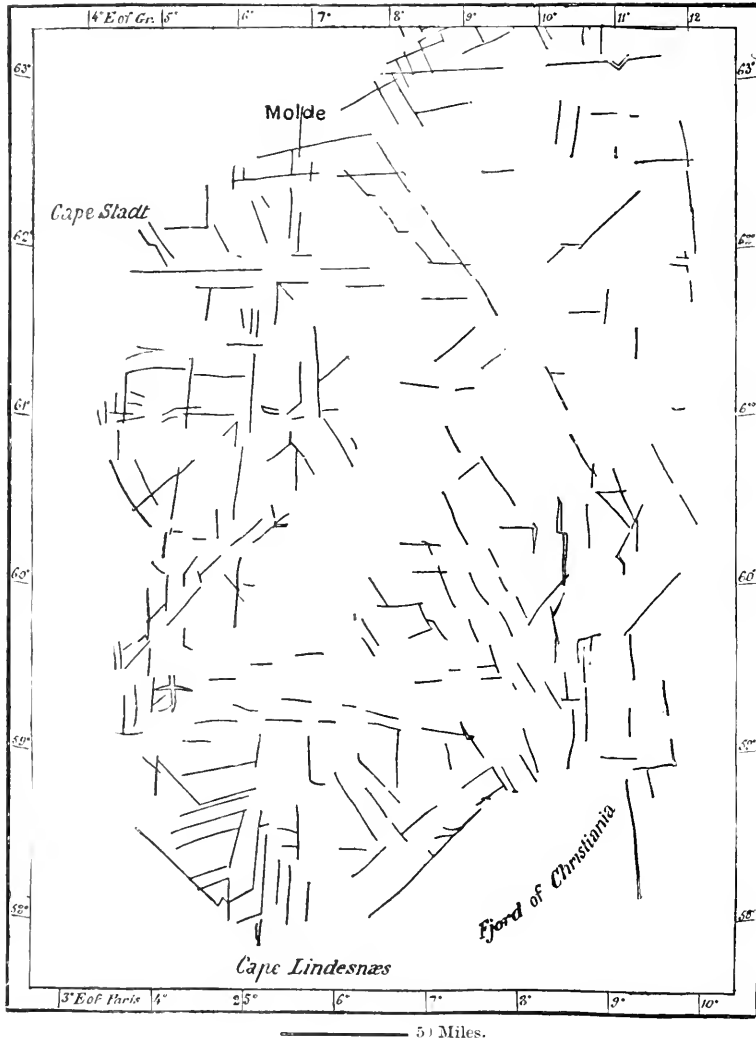 4° E of Gr. 5° 6° 7° 8° 9° 10° 11° 12
63° 63°
Molde
Cape Stadt
62° 62°
61° 61°
60° 60°
59° 59°
Fjord of Christiania
58° 58°
Cape Lindesnæs
3° E of Paris 4° 5° 6° 7° 8° 9° 10°
50 Miles.